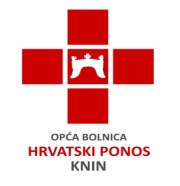 OPĆA BOLNICA
HRVATSKI PONOS
KNIN